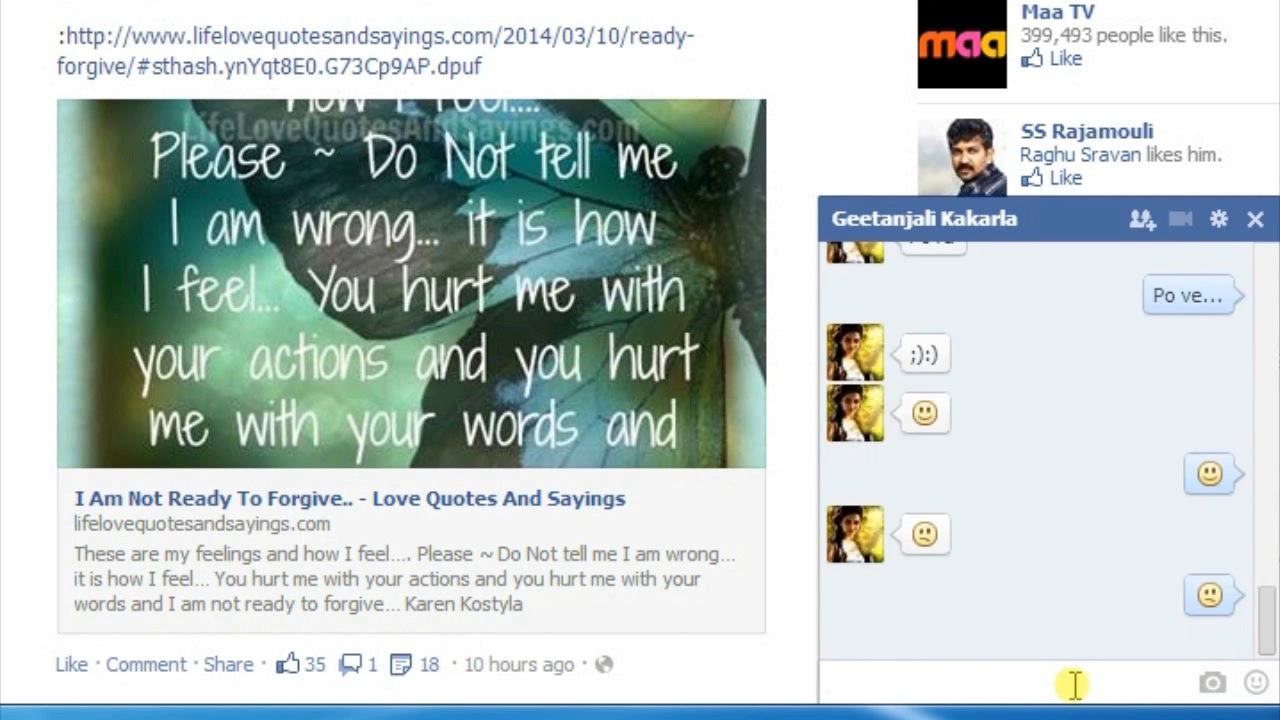 :http://www.lifelovequotesandsayings.com/2014/03/10/ready-
forgive/#sthash.ynYqt8E0.G73Cp9AP.dpuf
How I Feel....
LifeLoveQuotesAndSayings.com
Please ~ Do Not tell me
I am wrong... it is how
I feel... You hurt me with
your actions and you hurt
me with your words and
I Am Not Ready To Forgive.. - Love Quotes And Sayings
lifelovequotesandsayings.com
These are my feelings and how I feel…. Please ~ Do Not tell me I am wrong…
it is how I feel… You hurt me with your actions and you hurt me with your
words and I am not ready to forgive… Karen Kostyla
Like · Comment · Share · 35 1 18 · 10 hours ago ·
maa
Maa TV
399,493 people like this.
Like
SS Rajamouli
Raghu Sravan likes him.
Like
Geetanjali Kakarla
Po ve...
;):)